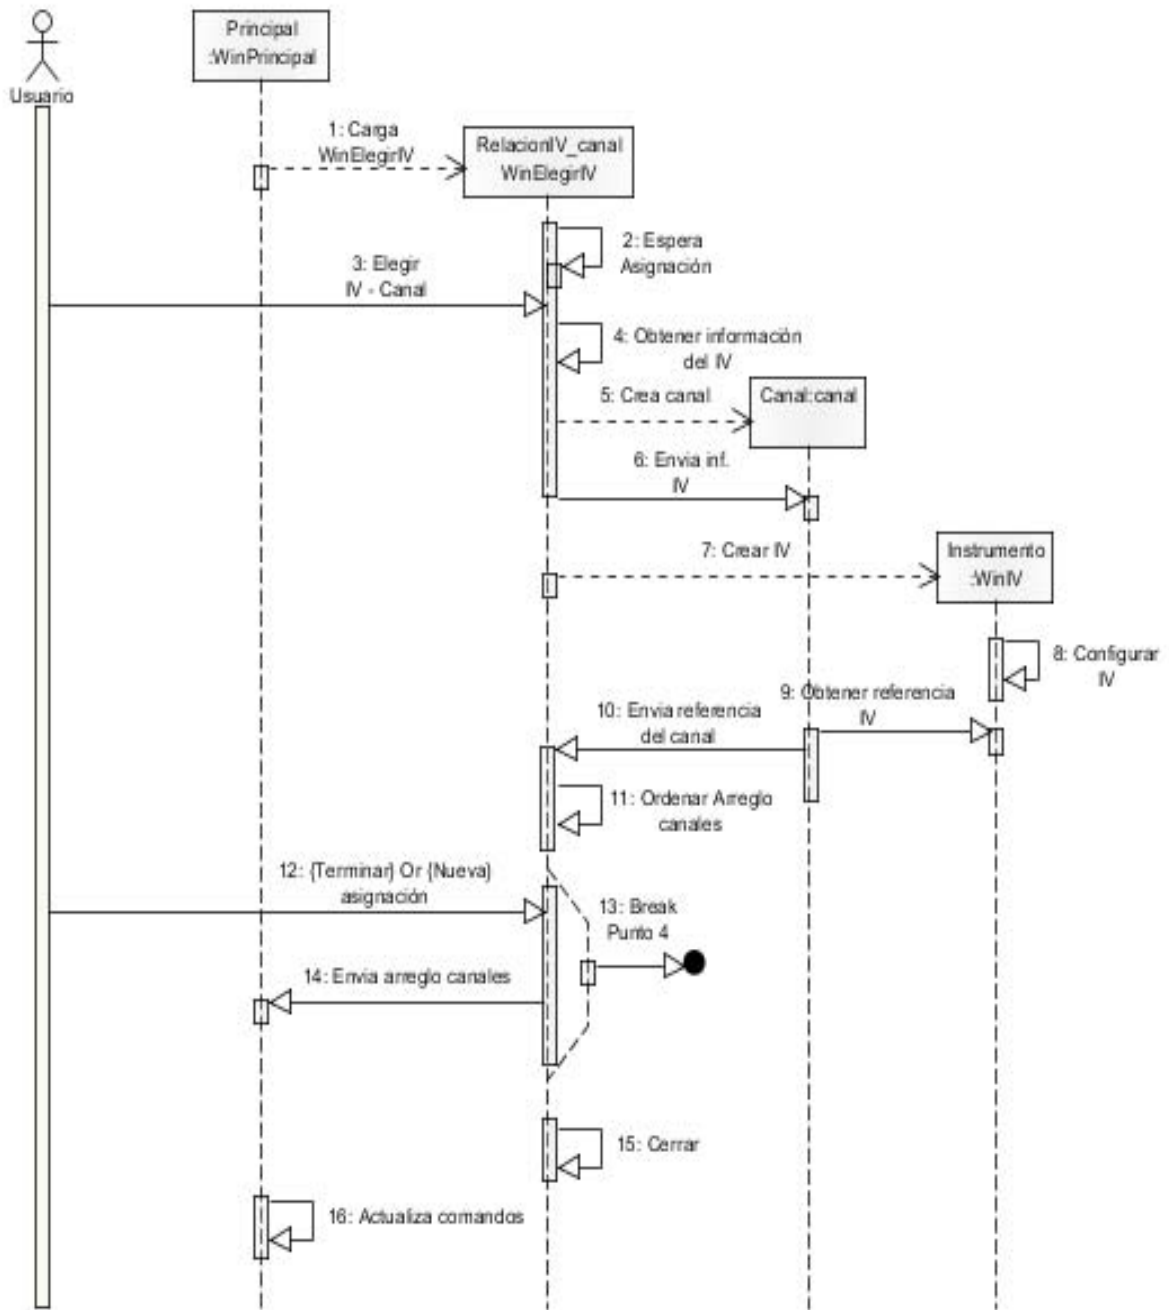 Usuario
Principal
:WinPrincipal
1: Carga
WinElegirIV
RelacionIV_canal
WinElegirIV
2: Espera
Asignación
3: Elegir
IV - Canal
4: Obtener información
del IV
5: Crea canal
Canal:canal
6: Envia inf.
IV
7: Crear IV
Instrumento
:WinIV
8: Configurar
IV
9: Obtener referencia
IV
10: Envia referencia
del canal
11: Ordenar Arreglo
canales
12: {Terminar} Or {Nueva}
asignación
13: Break
Punto 4
14: Envia arreglo canales
15: Cerrar
16: Actualiza comandos